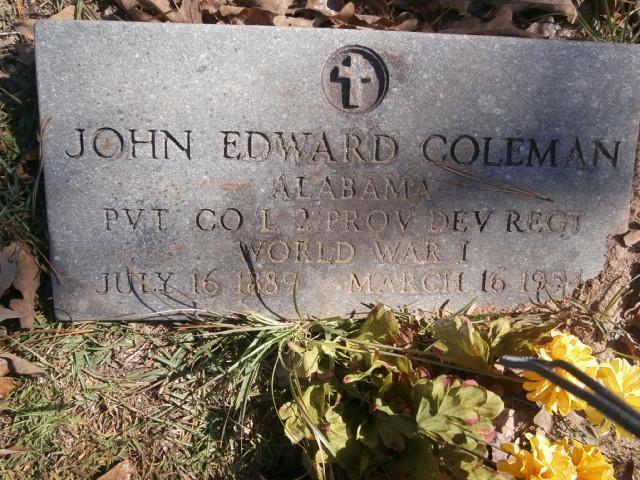 JOHN EDWARD COLEMAN
ALABAMA
PVT CO L 2 PROV DEV REGT
WORLD WAR I
JULY 16 1889 MARCH 16